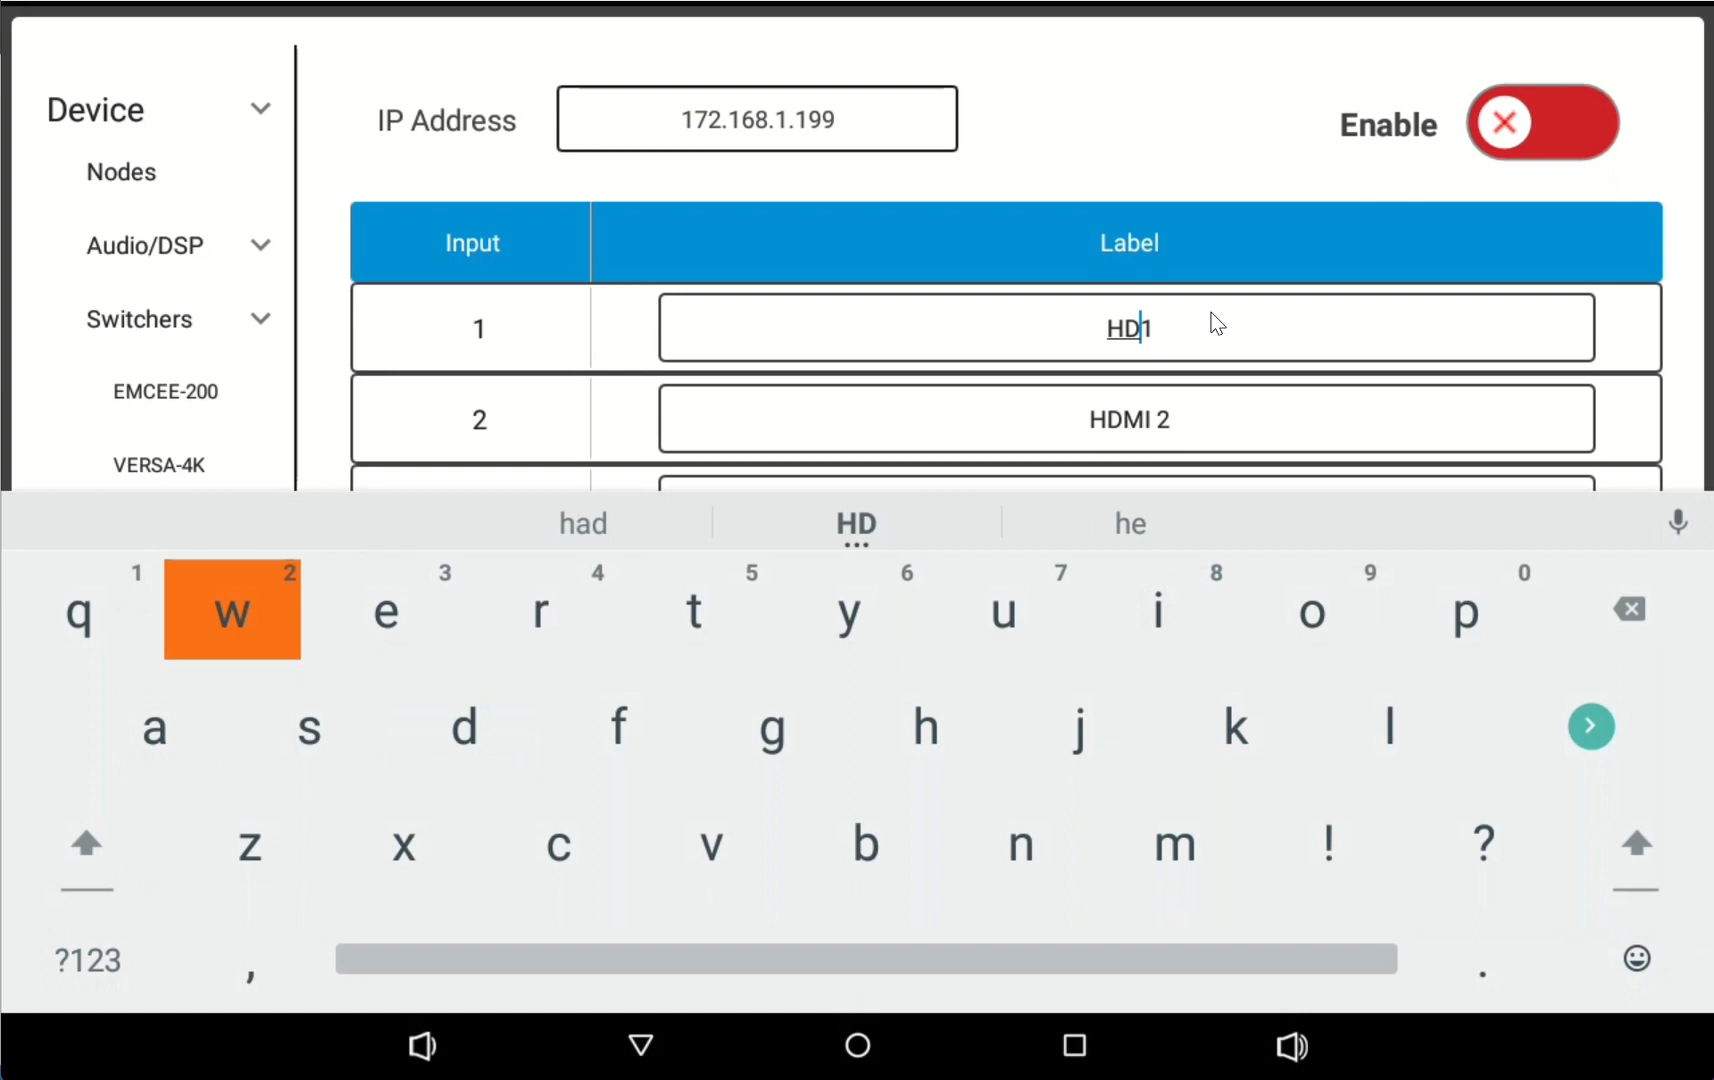 Device
Nodes
Audio/DSP
Switchers
EMCEE-200
VERSA-4K
IP Address 172.168.1.199 Enable
Input Label
1 HD1
2 HDMI 2
had HD he
1 2 3 4 5 6 7 8 9 0
q w e r t y u i o p
a s d f g h j k l
z x c v b n m ! ?
?123 , .